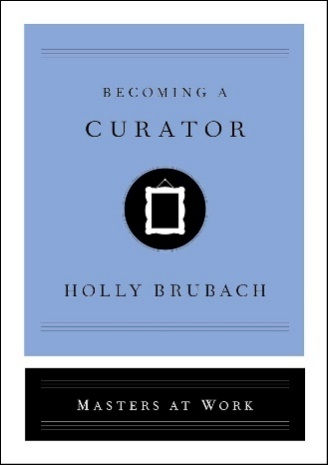 BECOMING A
CURATOR
HOLLY BRUBACH
MASTERS AT WORK